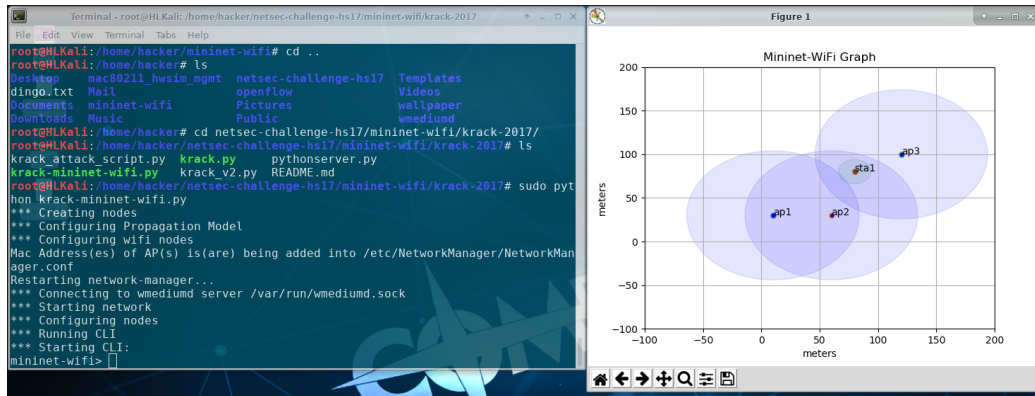 Terminal - root@HLKali: /home/hacker/netsec-challenge-hs17/mininet-wifi/krack-2017
File Edit View Terminal Tabs Help
root@HLKali:/home/hacker/mininet-wifi# cd ..
root@HLKali:/home/hacker# ls
Desktop mac80211_hwsim_mgmt netsec-challenge-hs17 Templates
dingo.txt Mail openflow Videos
Documents mininet-wifi Pictures wallpaper
Downloads Music Public wmediumd
root@HLKali:/home/hacker# cd netsec-challenge-hs17/mininet-wifi/krack-2017/
root@HLKali:/home/hacker/netsec-challenge-hs17/mininet-wifi/krack-2017# ls
krack_attack_script.py krack.py pythonserver.py
krack-mininet-wifi.py krack_v2.py README.md
root@HLKali:/home/hacker/netsec-challenge-hs17/mininet-wifi/krack-2017# sudo pyt
hon krack-mininet-wifi.py
*** Creating nodes
*** Configuring Propagation Model
*** Configuring wifi nodes
Mac Address(es) of AP(s) is(are) being added into /etc/NetworkManager/NetworkMan
ager.conf
Restarting network-manager...
*** Connecting to wmediumd server /var/run/wmediumd.sock
*** Starting network
*** Configuring nodes
*** Running CLI
*** Starting CLI:
mininet-wifi>
Figure 1
Mininet-WiFi Graph
200
150
100
50
0
−50
−100
meters
ap3
sta1
ap1
ap2
−100 −50 0 50 100 150 200
meters